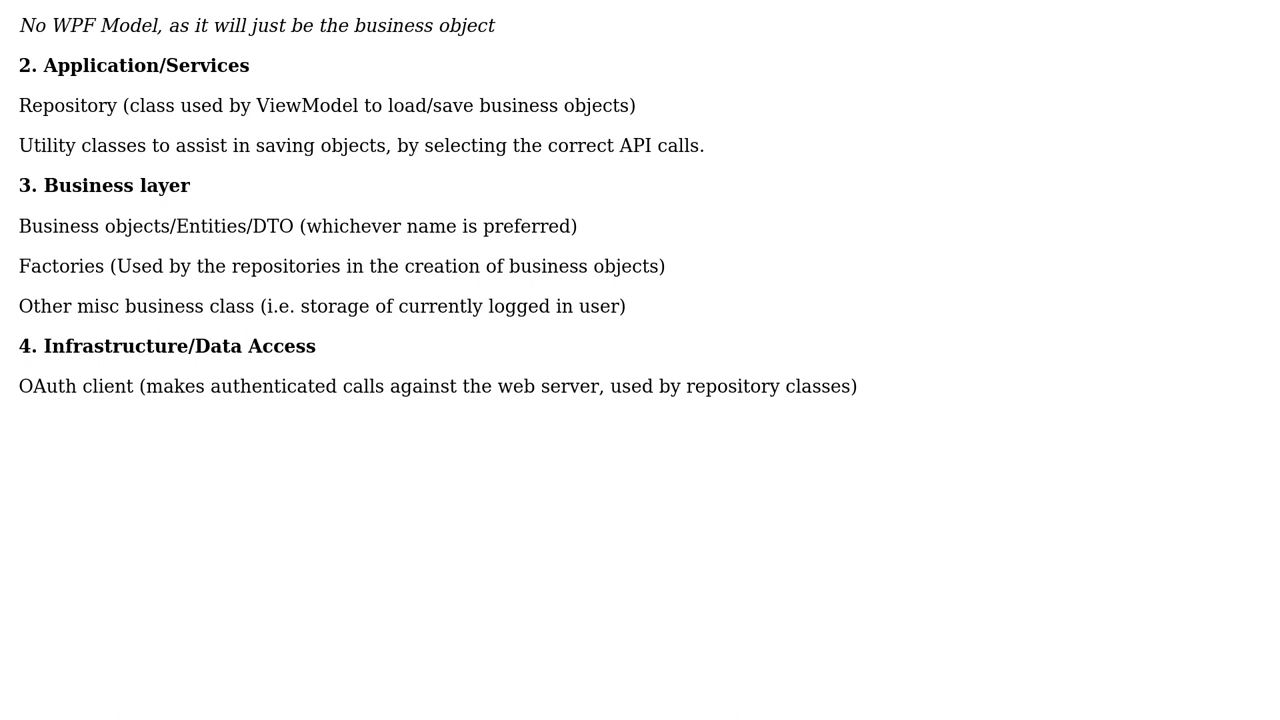 No WPF Model, as it will just be the business object
2. Application/Services
Repository (class used by ViewModel to load/save business objects)
Utility classes to assist in saving objects, by selecting the correct API calls.
3. Business layer
Business objects/Entities/DTO (whichever name is preferred)
Factories (Used by the repositories in the creation of business objects)
Other misc business class (i.e. storage of currently logged in user)
4. Infrastructure/Data Access
OAuth client (makes authenticated calls against the web server, used by repository classes)